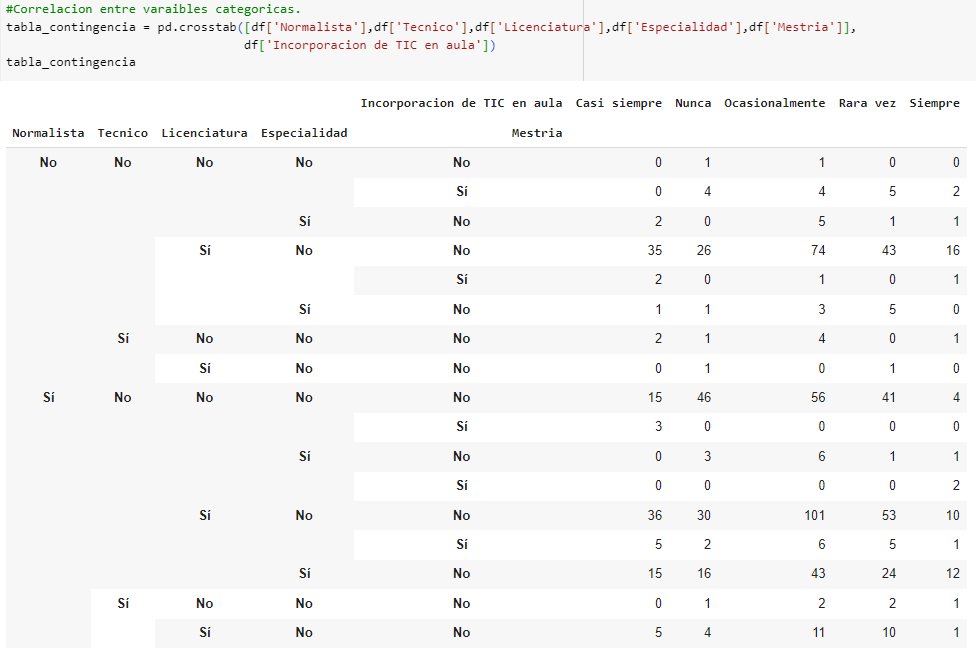 #Correlacion entre varaibles categoricas.
tabla_contingencia = pd.crosstab([df['Normalista'],df['Tecnico'],df['Licenciatura'],df['Especialidad'],df['Mestria']],
df['Incorporacion de TIC en aula'])
tabla_contingencia
Incorporacion de TIC en aula Casi siempre Nunca Ocasionalmente Rara vez Siempre
Normalista Tecnico Licenciatura Especialidad Mestria
No No No No No 0 1 1 0 0
Sí 0 4 4 5 2
Sí No 2 0 5 1 1
Sí No No 35 26 74 43 16
Sí 2 0 1 0 1
Sí No 1 1 3 5 0
Sí No No No 2 1 4 0 1
Sí No No 0 1 0 1 0
Sí No No No No 15 46 56 41 4
Sí 3 0 0 0 0
Sí No 0 3 6 1 1
Sí 0 0 0 0 2
Sí No No 36 30 101 53 10
Sí 5 2 6 5 1
Sí No 15 16 43 24 12
Sí No No No 0 1 2 2 1
Sí No No 5 4 11 10 1